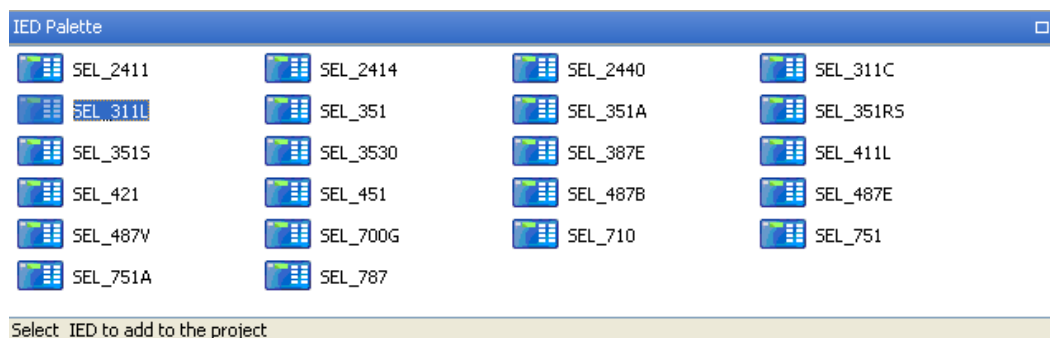 IED Palette
SEL_2411 SEL_2414 SEL_2440 SEL_311C
SEL_311L SEL_351 SEL_351A SEL_351RS
SEL_351S SEL_3530 SEL_387E SEL_411L
SEL_421 SEL_451 SEL_487B SEL_487E
SEL_487V SEL_700G SEL_710 SEL_751
SEL_751A SEL_787
Select IED to add to the project